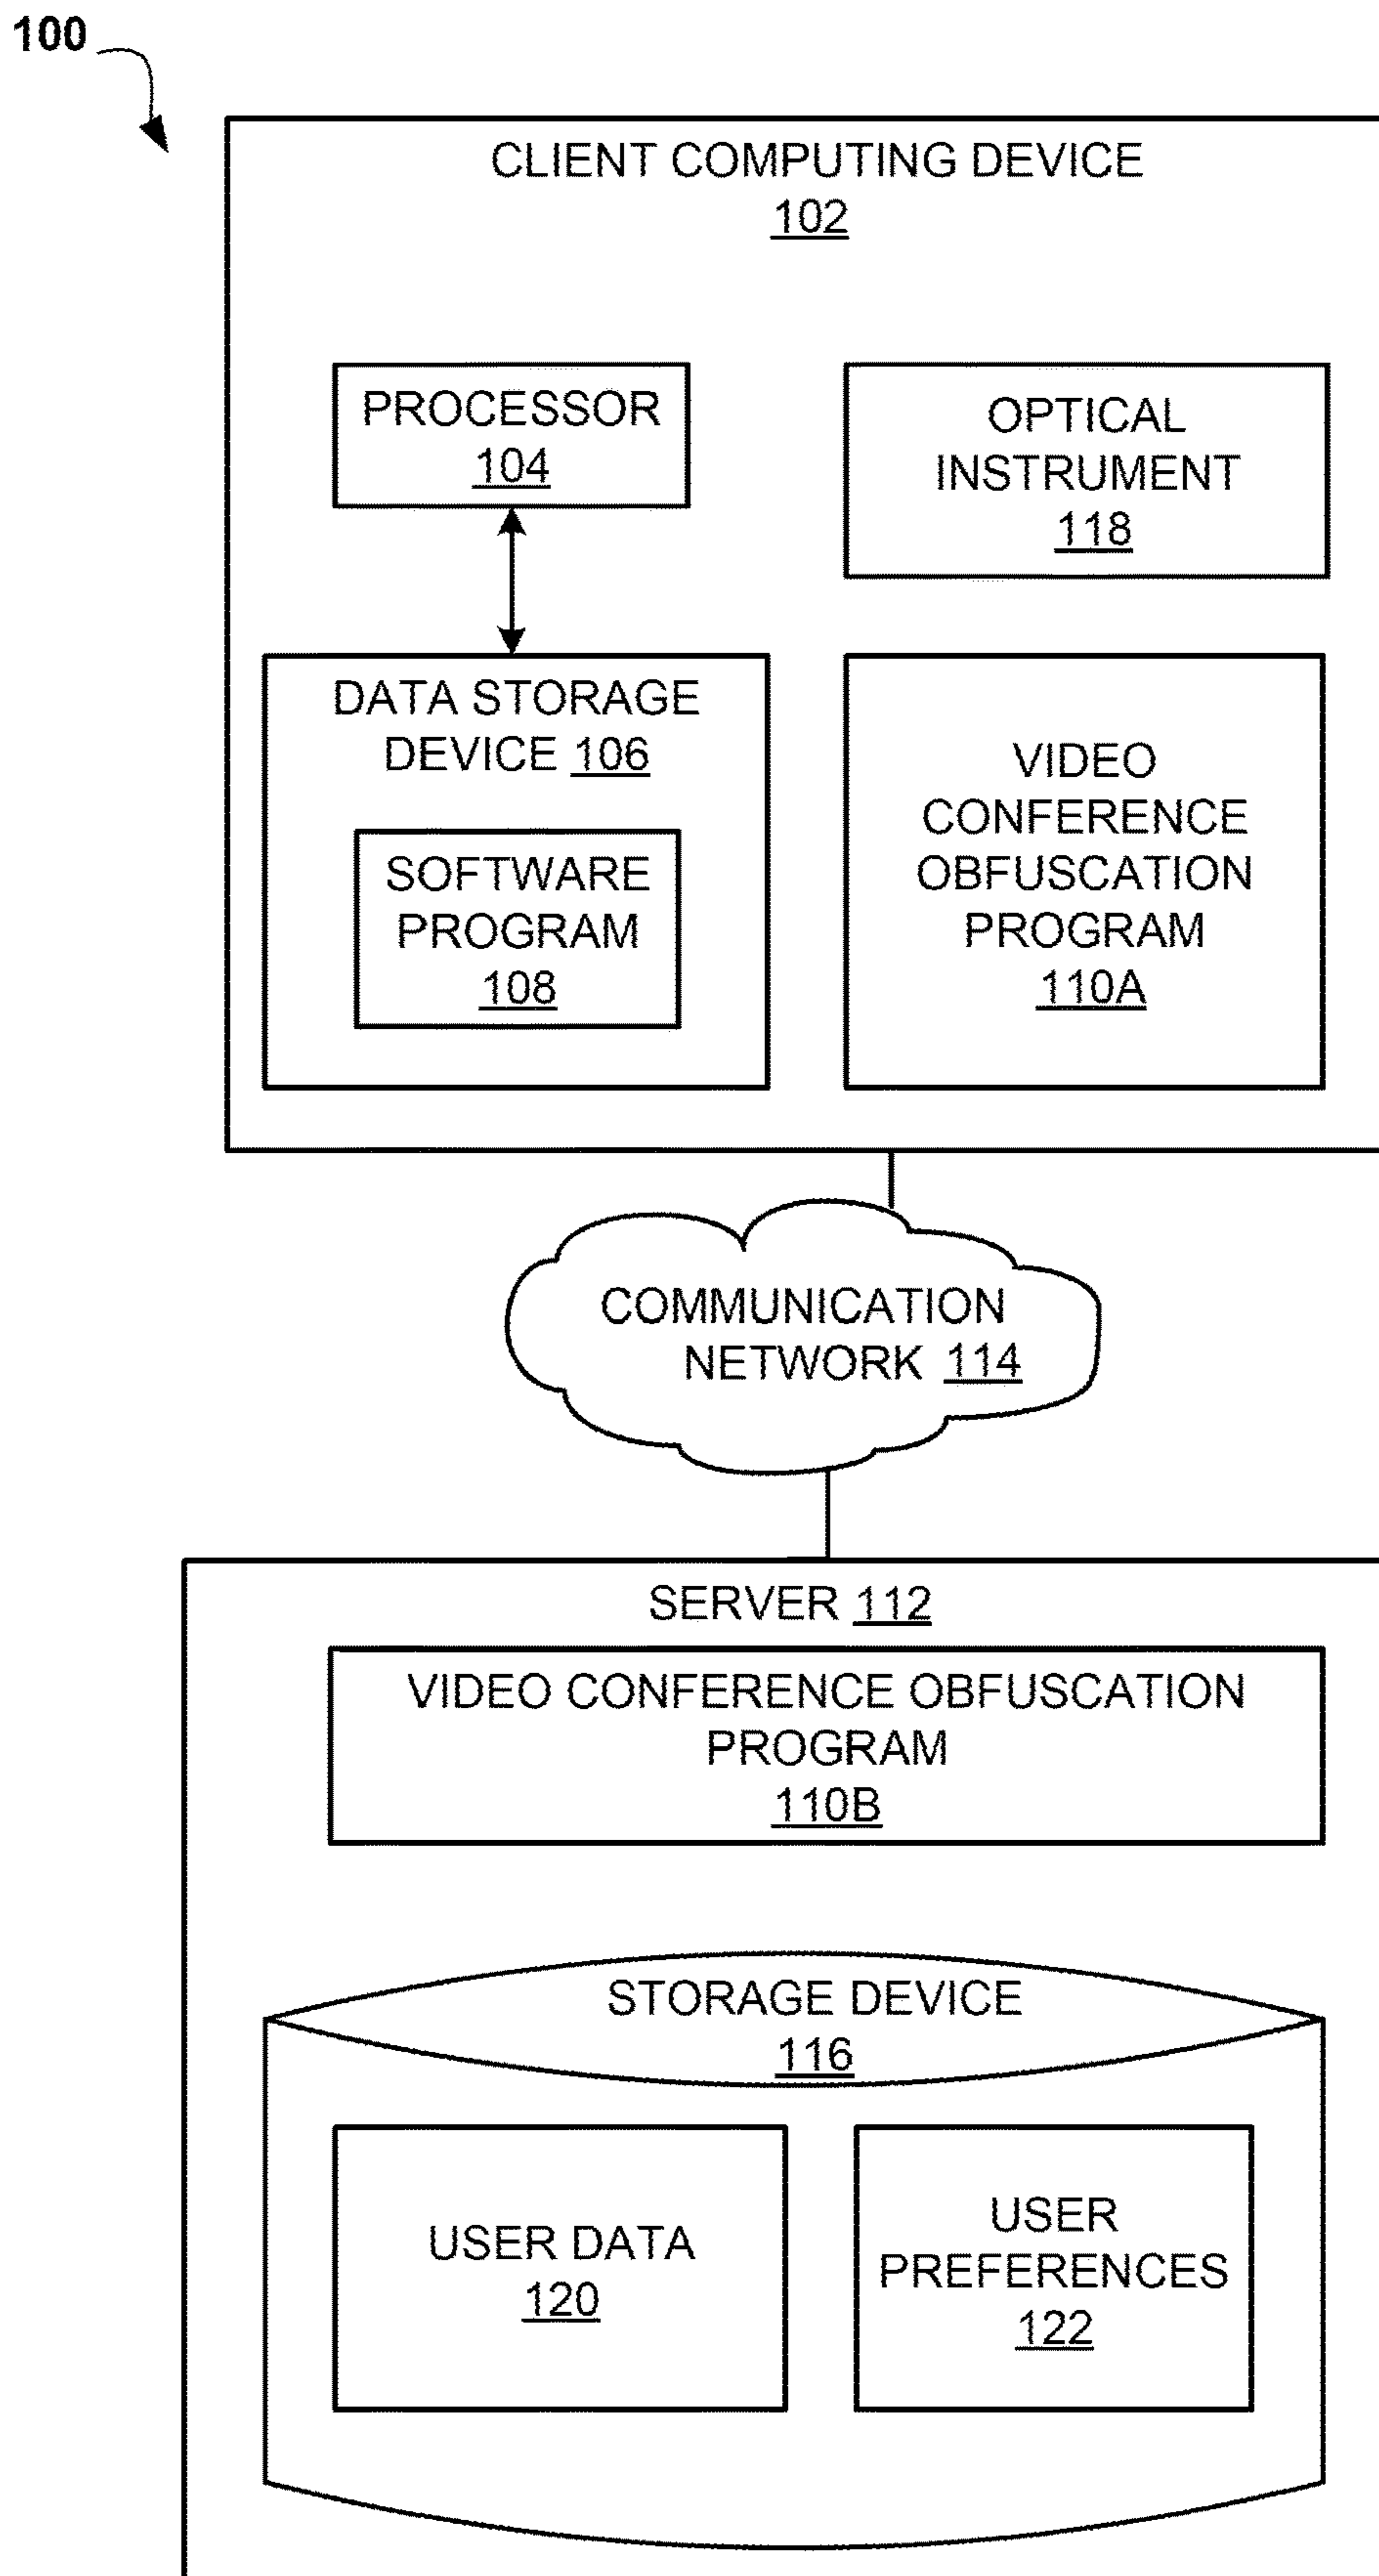 100
CLIENT COMPUTING DEVICE
102
PROCESSOR
104
OPTICAL
INSTRUMENT
118
DATA STORAGE
DEVICE 106
SOFTWARE
PROGRAM
108
VIDEO
CONFERENCE
OBFUSCATION
PROGRAM
110A
COMMUNICATION
NETWORK 114
SERVER 112
VIDEO CONFERENCE OBFUSCATION
PROGRAM
110B
STORAGE DEVICE
116
USER DATA
120
USER
PREFERENCES
122